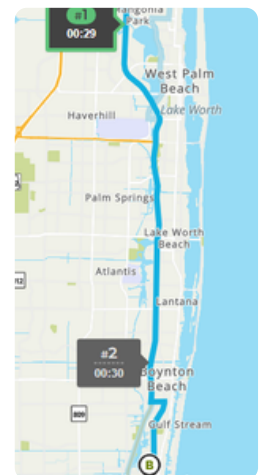 #1
00:29
Mangonia
Park
West Palm
Beach
Lake Worth
Haverhill
Palm Springs
Lake Worth
Beach
Atlantis
Lantana
#2
00:30
Boynton
Beach
Gulf Stream
B